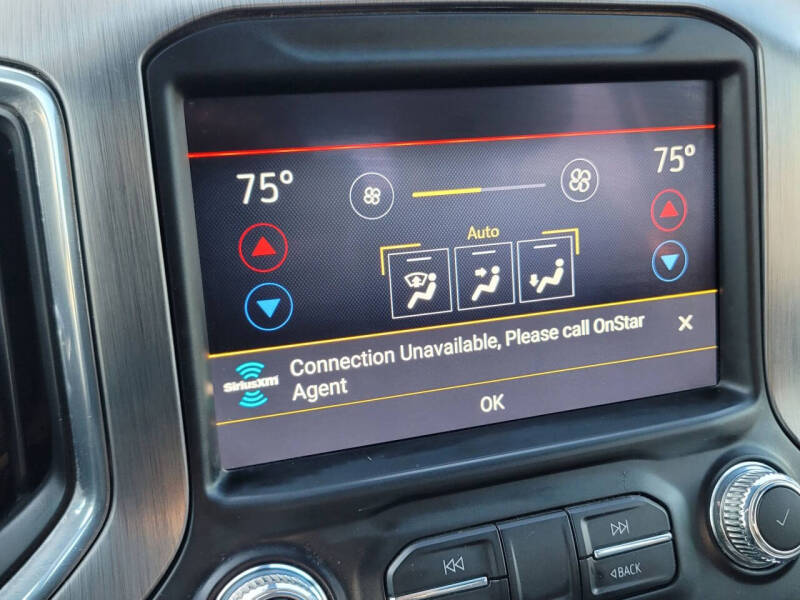 75°
75°
Auto
SiriusXM
Connection Unavailable, Please call OnStar
Agent
X
OK
BACK